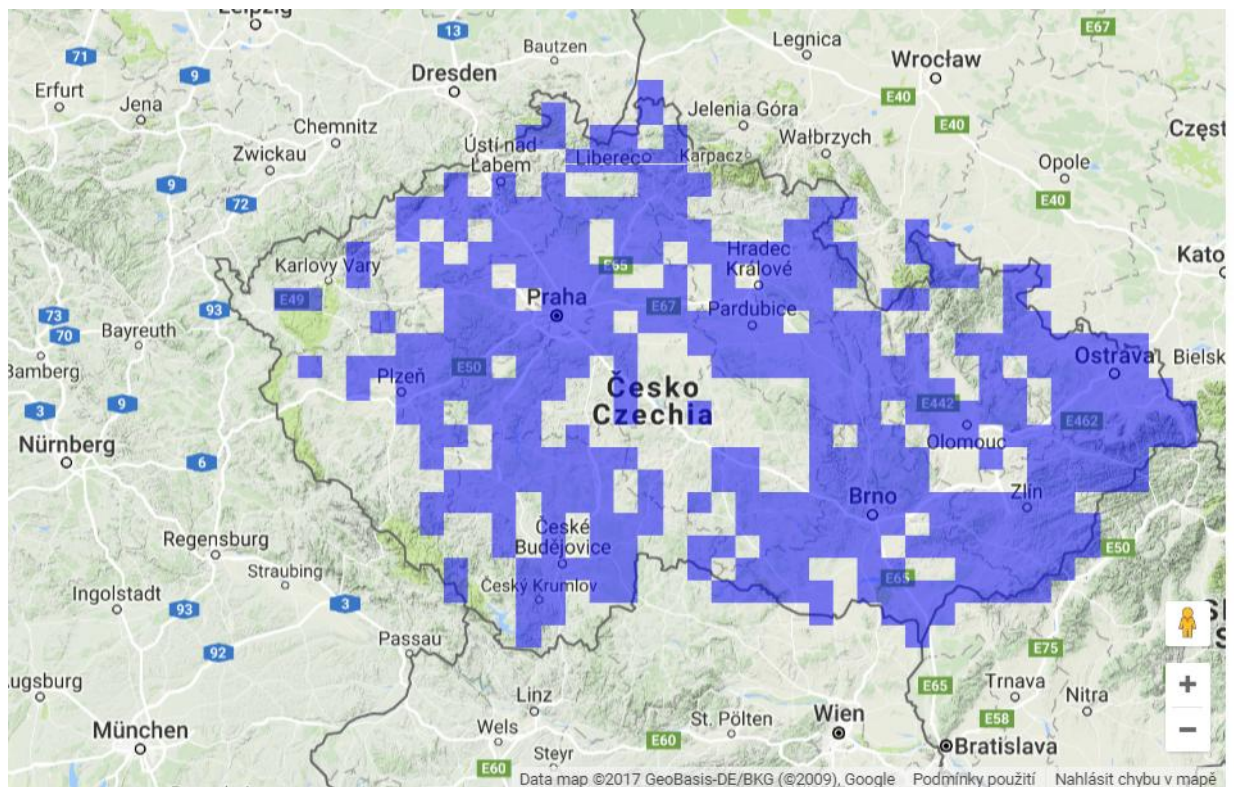 Leipzig
13
E67
71
Bautzen
Legnica
9
Wrocław
Erfurt
Dresden
E40
Jena
Jelenia Góra
Chemnitz
E40
Wałbrzych
Częst
Ústí nad
Labem
Zwickau
Liberec
Karpacz
Opole
9
72
E40
Karlovy Vary
E65
Hradec
Králové
Kato
E49
Praha
E67
Pardubice
93
73
70
Bayreuth
Bamberg
Plzeň
E50
Česko
Czechia
Ostrava
Bielsk
3
9
E442
E462
Nürnberg
Olomouc
6
Brno
Zlín
Regensburg
České
Budějovice
E50
Straubing
Český Krumlov
E65
Ingolstadt
93
3
Passau
92
E75
Augsburg
Linz
E65
Trnava
Nitra
München
Wels
St. Pölten
Wien
E58
Steyr
E60
E60
Bratislava
+
−
Data map ©2017 GeoBasis-DE/BKG (©2009), Google Podmínky použití Nahlásit chybu v mapě